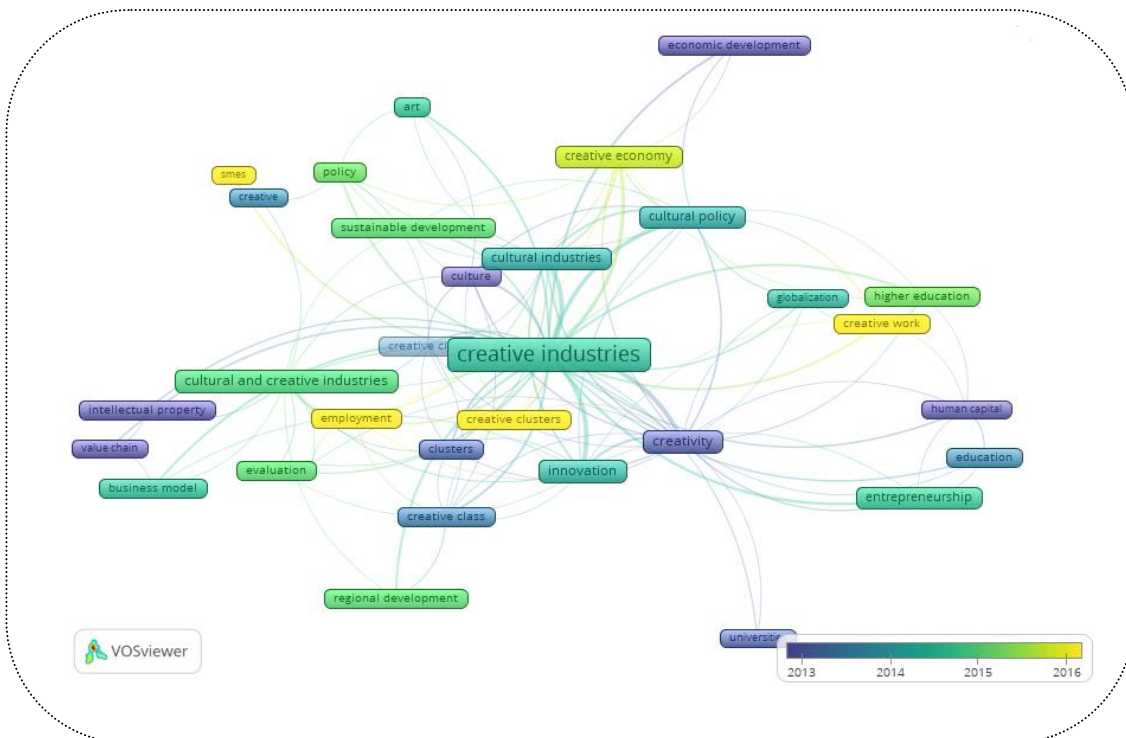 economic development
art
creative economy
policy
smes
creative
cultural policy
sustainable development
cultural industries
culture
globalization
higher education
creative work
creative
creative industries
cultural and creative industries
intellectual property
employment
creative clusters
human capital
value chain
clusters
creativity
education
evaluation
innovation
business model
entrepreneurship
creative class
regional development
universities
VOSviewer
2013 2014 2015 2016